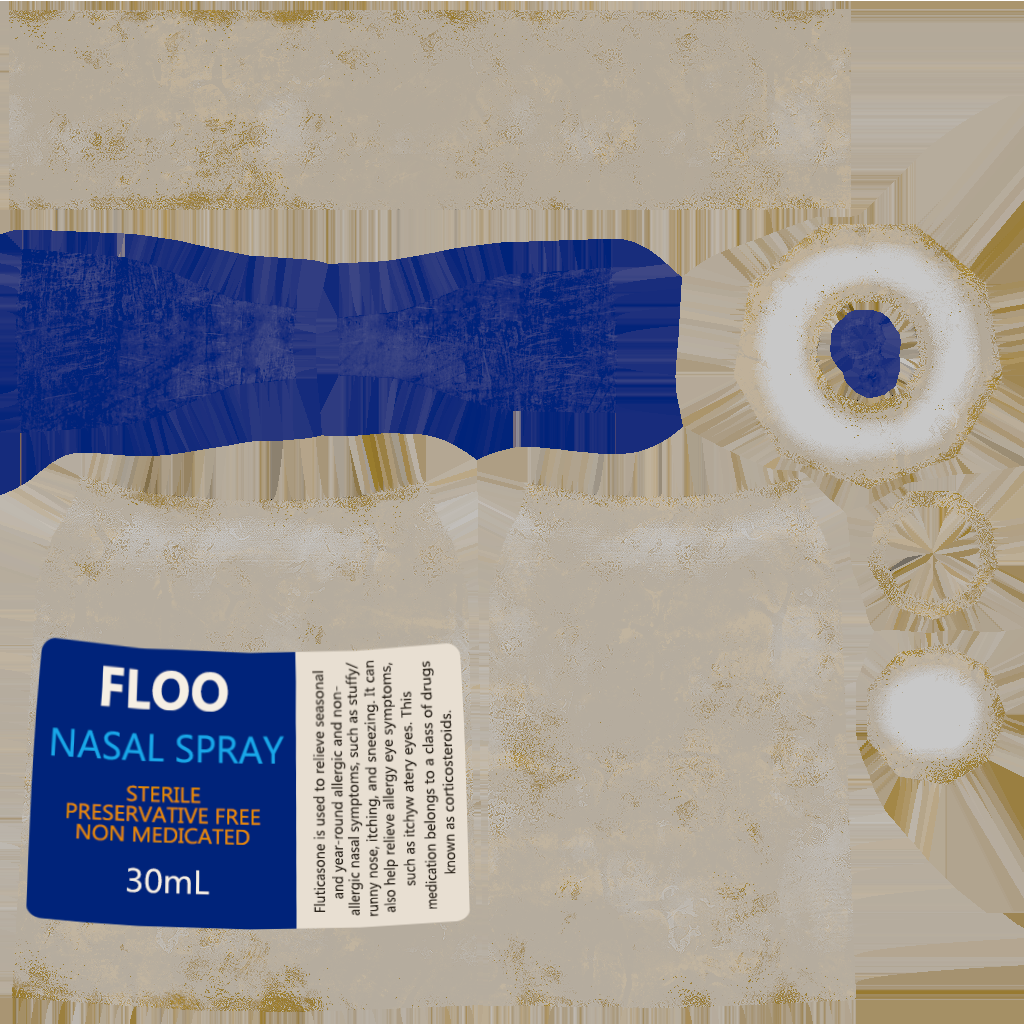 FLOO
NASAL SPRAY
STERILE
PRESERVATIVE FREE
NON MEDICATED
30mL
Fluticasone is used to relieve seasonal
and year-round allergic and non-
allergic nasal symptoms, such as stuffy/
runny nose, itching, and sneezing. It can
also help relieve allergy eye symptoms,
such as itchyw atery eyes. This
medication belongs to a class of drugs
known as corticosteroids.